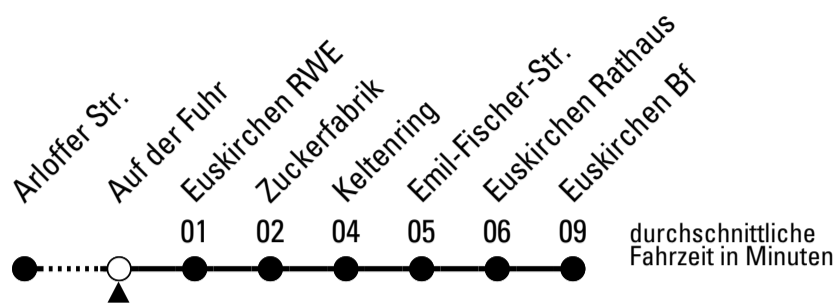 Arloffer Str.
Auf der Fuhr
Euskirchen RWE
Zuckerfabrik
Keltenring
Emil-Fischer-Str.
Euskirchen Rathaus
Euskirchen Bf
01 02 04 05 06 09
durchschnittliche
Fahrzeit in Minuten